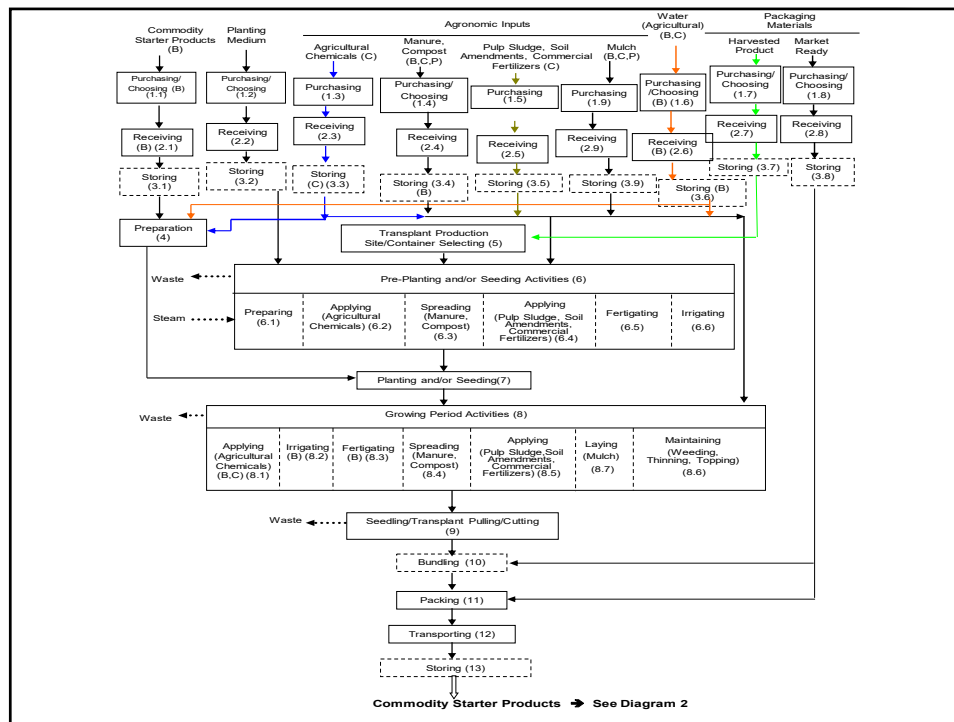 Agronomic Inputs
Commodity
Starter Products
(B)
Planting
Medium
Agricultural
Chemicals (C)
Manure,
Compost
(B,C,P)
Pulp Sludge, Soil
Amendments, Commercial
Fertilizers (C)
Mulch
(B,C,P)
Water
(Agricultural)
(B,C)
Packaging
Materials
Harvested
Product
Market
Ready
Purchasing/
Choosing (B)
(1.1)
Purchasing/
Choosing
(1.2)
Purchasing
(1.3)
Purchasing/
Choosing
(1.4)
Purchasing
(1.5)
Purchasing
(1.9)
Purchasing
/Choosing
(B) (1.6)
Purchasing/
Choosing
(1.7)
Purchasing/
Choosing
(1.8)
Receiving
(B) (2.1)
Receiving
(2.2)
Receiving
(2.3)
Receiving
(2.4)
Receiving
(2.5)
Receiving
(2.9)
Receiving
(B) (2.6)
Receiving
(2.7)
Receiving
(2.8)
Storing
(3.1)
Storing
(3.2)
Storing
(C) (3.3)
Storing (3.4)
(B)
Storing (3.5)
Storing (3.9)
Storing (B)
(3.6)
Storing (3.7)
Storing
(3.8)
Preparation
(4)
Transplant Production
Site/Container Selecting (5)
Waste
Pre-Planting and/or Seeding Activities (6)
Steam
Preparing
(6.1)
Applying
(Agricultural
Chemicals) (6.2)
Spreading
(Manure,
Compost)
(6.3)
Applying
(Pulp Sludge, Soil
Amendments,
Commercial
Fertilizers) (6.4)
Fertigating
(6.5)
Irrigating
(6.6)
Planting and/or Seeding(7)
Waste
Growing Period Activities (8)
Applying
(Agricultural
Chemicals)
(B,C) (8.1)
Irrigating
(B) (8.2)
Fertigating
(B) (8.3)
Spreading
(Manure,
Compost)
(8.4)
Applying
(Pulp Sludge,Soil
Amendments,
Commercial
Fertilizers) (8.5)
Laying
(Mulch)
(8.7)
Maintaining
(Weeding,
Thinning, Topping)
(8.6)
Waste
Seedling/Transplant Pulling/Cutting
(9)
Bundling (10)
Packing (11)
Transporting (12)
Storing (13)
Commodity Starter Products ➔ See Diagram 2